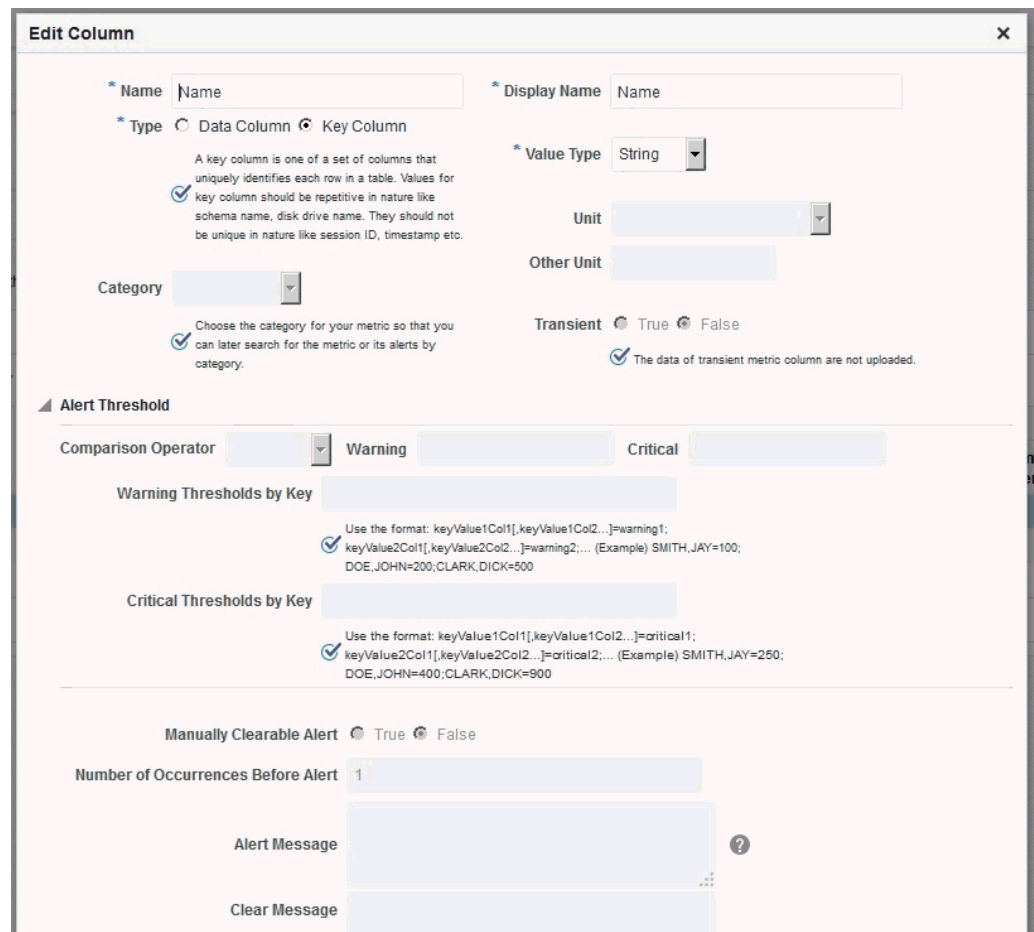 Edit Column
* Name Name
* Display Name Name
* Type Data Column Key Column
A key column is one of a set of columns that
uniquely identifies each row in a table. Values for
key column should be repetitive in nature like
schema name, disk drive name. They should not
be unique in nature like session ID, timestamp etc.
* Value Type String
Unit
Other Unit
Category
Choose the category for your metric so that you
can later search for the metric or its alerts by
category.
Transient True False
The data of transient metric column are not uploaded.
Alert Threshold
Comparison Operator Warning Critical
Warning Thresholds by Key
Use the format: keyValue1Col1[,keyValue1Col2...]=warning1;
keyValue2Col1[,keyValue2Col2...]=warning2;... (Example) SMITH,JAY=100;
DOE,JOHN=200;CLARK,DICK=500
Critical Thresholds by Key
Use the format: keyValue1Col1[,keyValue1Col2...]=critical1;
keyValue2Col1[,keyValue2Col2...]=critical2;... (Example) SMITH,JAY=250;
DOE,JOHN=400;CLARK,DICK=900
Manually Clearable Alert True False
Number of Occurrences Before Alert 1
Alert Message
?
Clear Message